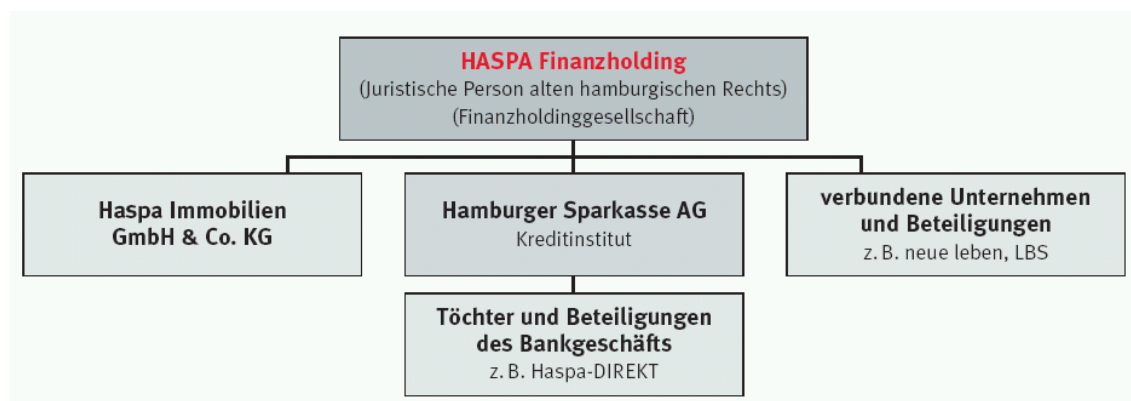 HASPA Finanzholding
(Juristische Person alten hamburgischen Rechts)
(Finanzholdinggesellschaft)
Haspa Immobilien
GmbH & Co. KG
Hamburger Sparkasse AG
Kreditinstitut
verbundene Unternehmen
und Beteiligungen
z. B. neue leben, LBS
Töchter und Beteiligungen
des Bankgeschäfts
z. B. Haspa-DIREKT